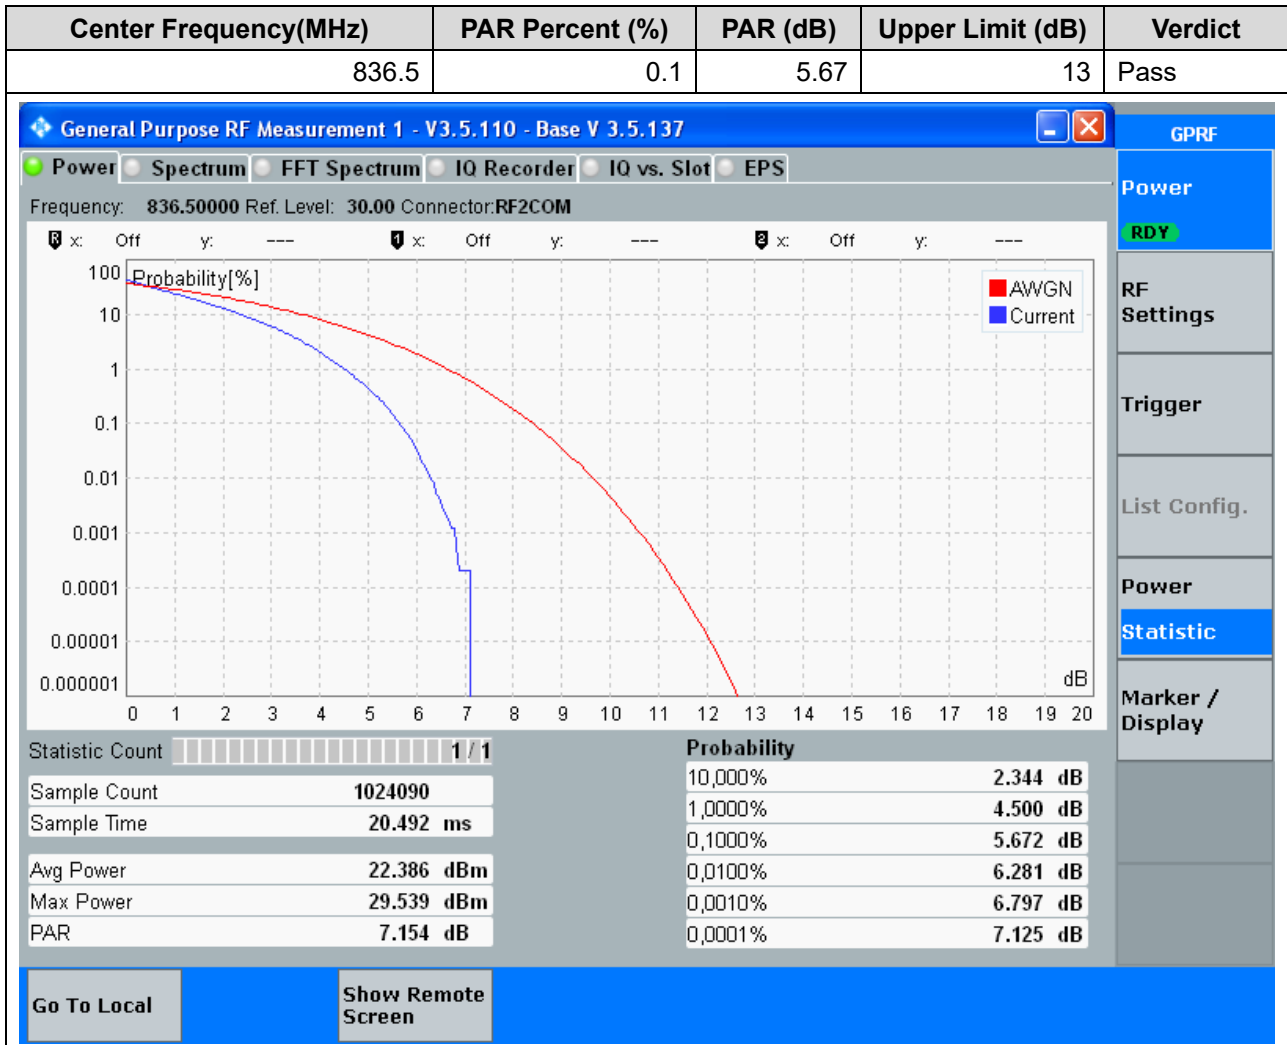 Center Frequency(MHz) PAR Percent (%) PAR (dB) Upper Limit (dB) Verdict
836.5 0.1 5.67 13 Pass
General Purpose RF Measurement 1 - V3.5.110 - Base V 3.5.137
GPRF
Power Spectrum FFT Spectrum IQ Recorder IQ vs. Slot EPS
Power
RDY
Frequency: 836.50000 Ref. Level: 30.00 Connector:RF2COM
R x: Off y: --- 1 x: Off y: --- 2 x: Off y: ---
Probability[%]
AWGN
Current
100
10
1
0.1
0.01
0.001
0.0001
0.00001
0.000001
dB
0 1 2 3 4 5 6 7 8 9 10 11 12 13 14 15 16 17 18 19 20
RF
Settings
Trigger
List Config.
Power
Statistic
Marker /
Display
Statistic Count 1 / 1
Sample Count 1024090
Sample Time 20.492 ms
Avg Power 22.386 dBm
Max Power 29.539 dBm
PAR 7.154 dB
Probability
10,000% 2.344 dB
1,0000% 4.500 dB
0,1000% 5.672 dB
0,0100% 6.281 dB
0,0010% 6.797 dB
0,0001% 7.125 dB
Go To Local
Show Remote
Screen